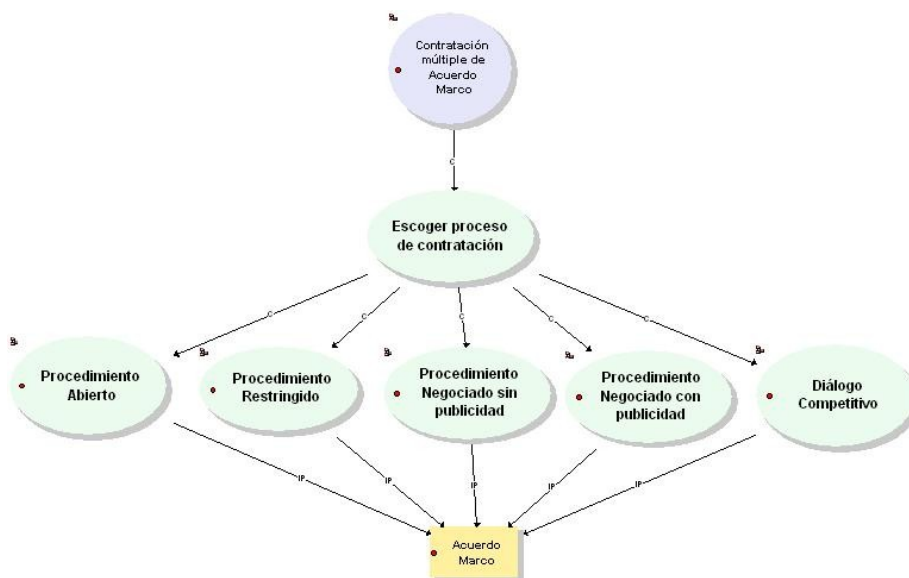 Contratación
múltiple de
Acuerdo
Marco
C
Escoger proceso
de contratación
C
C
C
C
C
Procedimiento
Abierto
Procedimiento
Restringido
Procedimiento
Negociado sin
publicidad
Procedimiento
Negociado con
publicidad
Diálogo
Competitivo
IP
IP
IP
IP
IP
Acuerdo
Marco